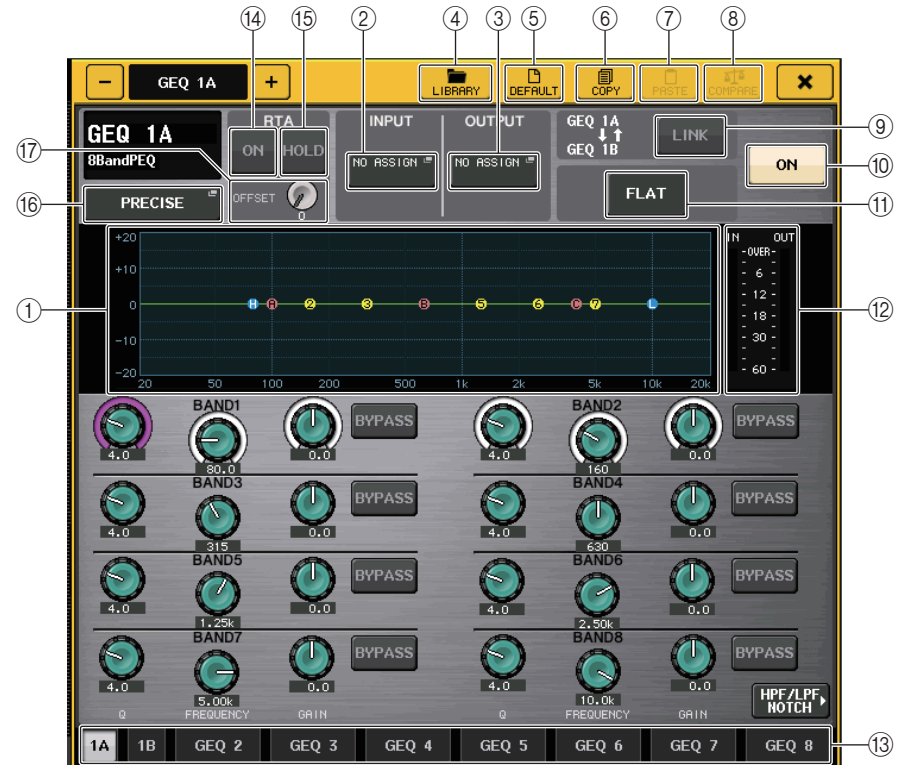 ⑭ ⑮ ② ④ ③ ⑤ ⑥ ⑦ ⑧
− GEQ 1A + LIBRARY DEFAULT COPY PASTE COMPARE ×
GEQ 1A
8BandPEQ
RTA
ON HOLD
INPUT
NO ASSIGN
OUTPUT
NO ASSIGN
GEQ 1A
↓↑
GEQ 1B
LINK
⑨
ON
⑩
⑰
⑯
PRECISE
OFFSET
0
FLAT
⑪
①
+20
+10
0
−10
−20
H A 2 3 B 5 6 C 7 L
20 50 100 200 500 1k 2k 5k 10k 20k
IN OUT
-OVER-
- 6 -
- 12 -
- 18 -
- 30 -
- 60 -
⑫
BAND1
4.0 80.0 0.0
BYPASS
BAND2
4.0 160 0.0
BYPASS
BAND3
4.0 315 0.0
BYPASS
BAND4
4.0 630 0.0
BYPASS
BAND5
4.0 1.25k 0.0
BYPASS
BAND6
4.0 2.50k 0.0
BYPASS
BAND7
4.0 5.00k 0.0
BYPASS
BAND8
4.0 10.0k 0.0
BYPASS
Q FREQUENCY GAIN Q FREQUENCY GAIN
HPF/LPF
NOTCH
1A 1B GEQ 2 GEQ 3 GEQ 4 GEQ 5 GEQ 6 GEQ 7 GEQ 8
⑬